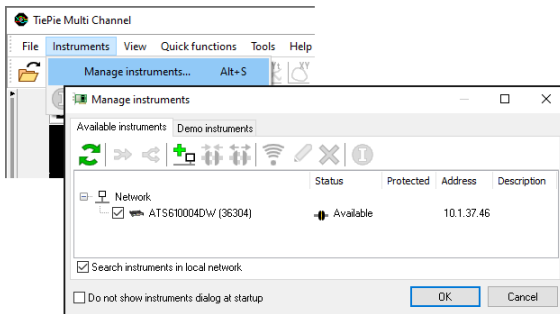 TiePie Multi Channel
File Instruments View Quick functions Tools Help
Manage instruments... Alt+S
Manage instruments
Available instruments Demo instruments
Status Protected Address Description
Network
ATS610004DW (36304) Available 10.1.37.46
Search instruments in local network
Do not show instruments dialog at startup
OK Cancel